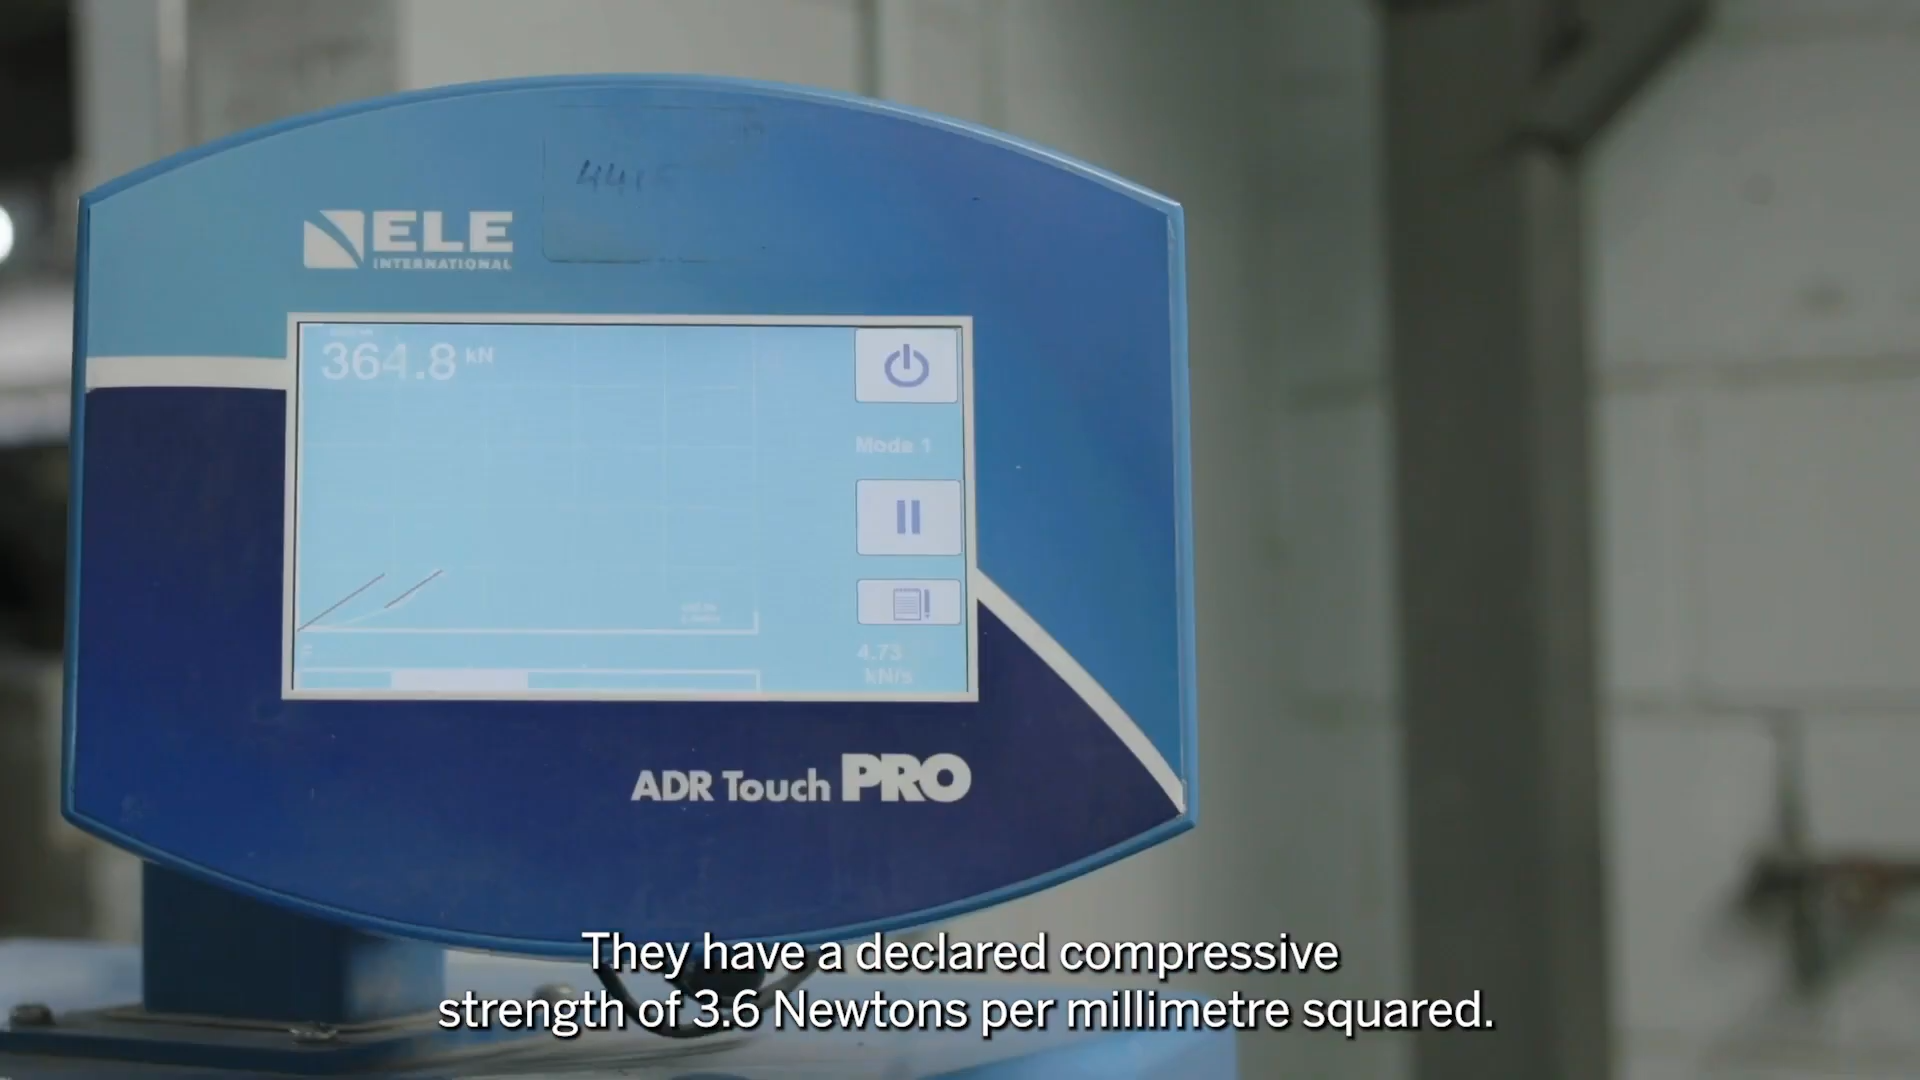 ELE
INTERNATIONAL
364.8 kN
Mode 1
4.73
kN/s
ADR Touch PRO
They have a declared compressive
strength of 3.6 Newtons per millimetre squared.